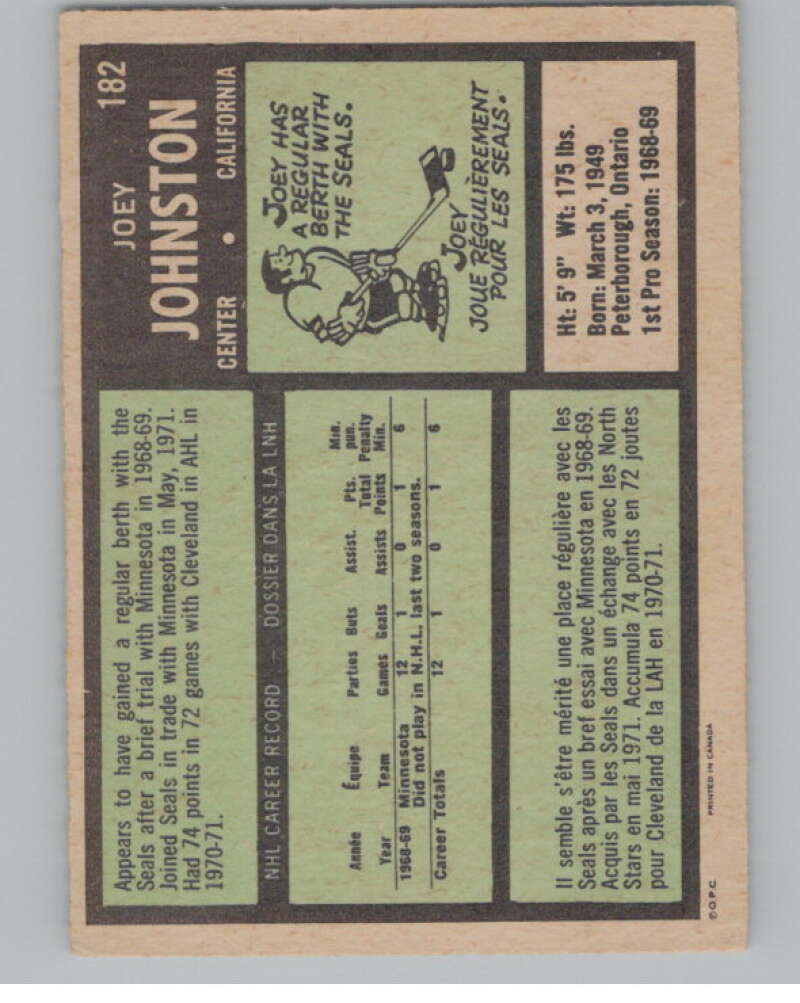 182
JOEY
JOHNSTON
CENTER • CALIFORNIA
Appears to have gained a regular berth with the
Seals after a brief trial with Minnesota in 1968-69.
Joined Seals in trade with Minnesota in May, 1971.
Had 74 points in 72 games with Cleveland in AHL in
1970-71.
JOEY HAS
A REGULAR
BERTH WITH
THE SEALS.
JOEY
JOUE RÉGULIÈREMENT
POUR LES SEALS.
NHL CAREER RECORD — DOSSIER DANS LA LNH
Année Équipe Parties Buts Assist. Pts. Min. pun.
Year Team Games Goals Assists Total Points Penalty Min.
1968-69 Minnesota 12 1 0 1 6
Did not play in N.H.L. last two seasons.
Career Totals 12 1 0 1 6
Ht: 5' 9" Wt: 175 lbs.
Born: March 3, 1949
Peterborough, Ontario
1st Pro Season: 1968-69
Il semble s'être mérité une place régulière avec les
Seals après un bref essai avec Minnesota en 1968-69.
Acquis par les Seals dans un échange avec les North
Stars en mai 1971. Accumula 74 points en 72 joutes
pour Cleveland de la LAH en 1970-71.
©O.P.C. PRINTED IN CANADA